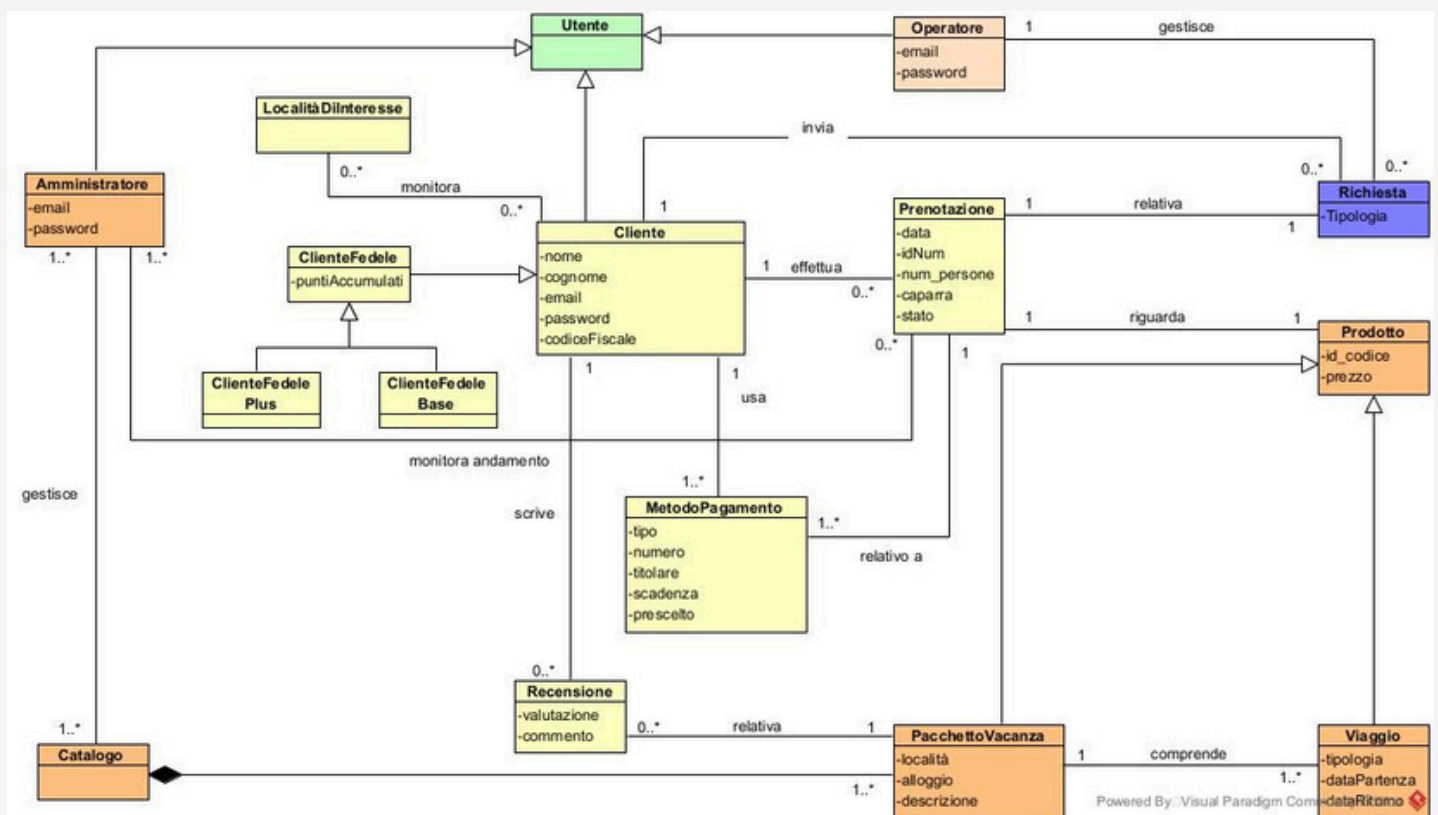 Utente
Operatore
-email
-password
1
gestisce
0..*
LocalitàDiInteresse
0..*
monitora
0..*
invia
1
0..*
Amministratore
-email
-password
1..*
1..*
Richiesta
-Tipologia
ClienteFedele
-puntiAccumulati
Cliente
-nome
-cognome
-email
-password
-codiceFiscale
1
effettua
0..*
Prenotazione
-data
-idNum
-num_persone
-caparra
-stato
1
relativa
1
1
riguarda
1
Prodotto
-id_codice
-prezzo
ClienteFedele
Plus
ClienteFedele
Base
0..*
1
1
1
usa
monitora andamento
gestisce
scrive
1..*
MetodoPagamento
-tipo
-numero
-titolare
-scadenza
-prescelto
1..*
relativo a
0..*
Recensione
-valutazione
-commento
0..*
relativa
1
1..*
Catalogo
1..*
PacchettoVacanza
-località
-alloggio
-descrizione
1
comprende
1..*
Viaggio
-tipologia
-dataPartenza
-dataRitorno
Powered By Visual Paradigm Com